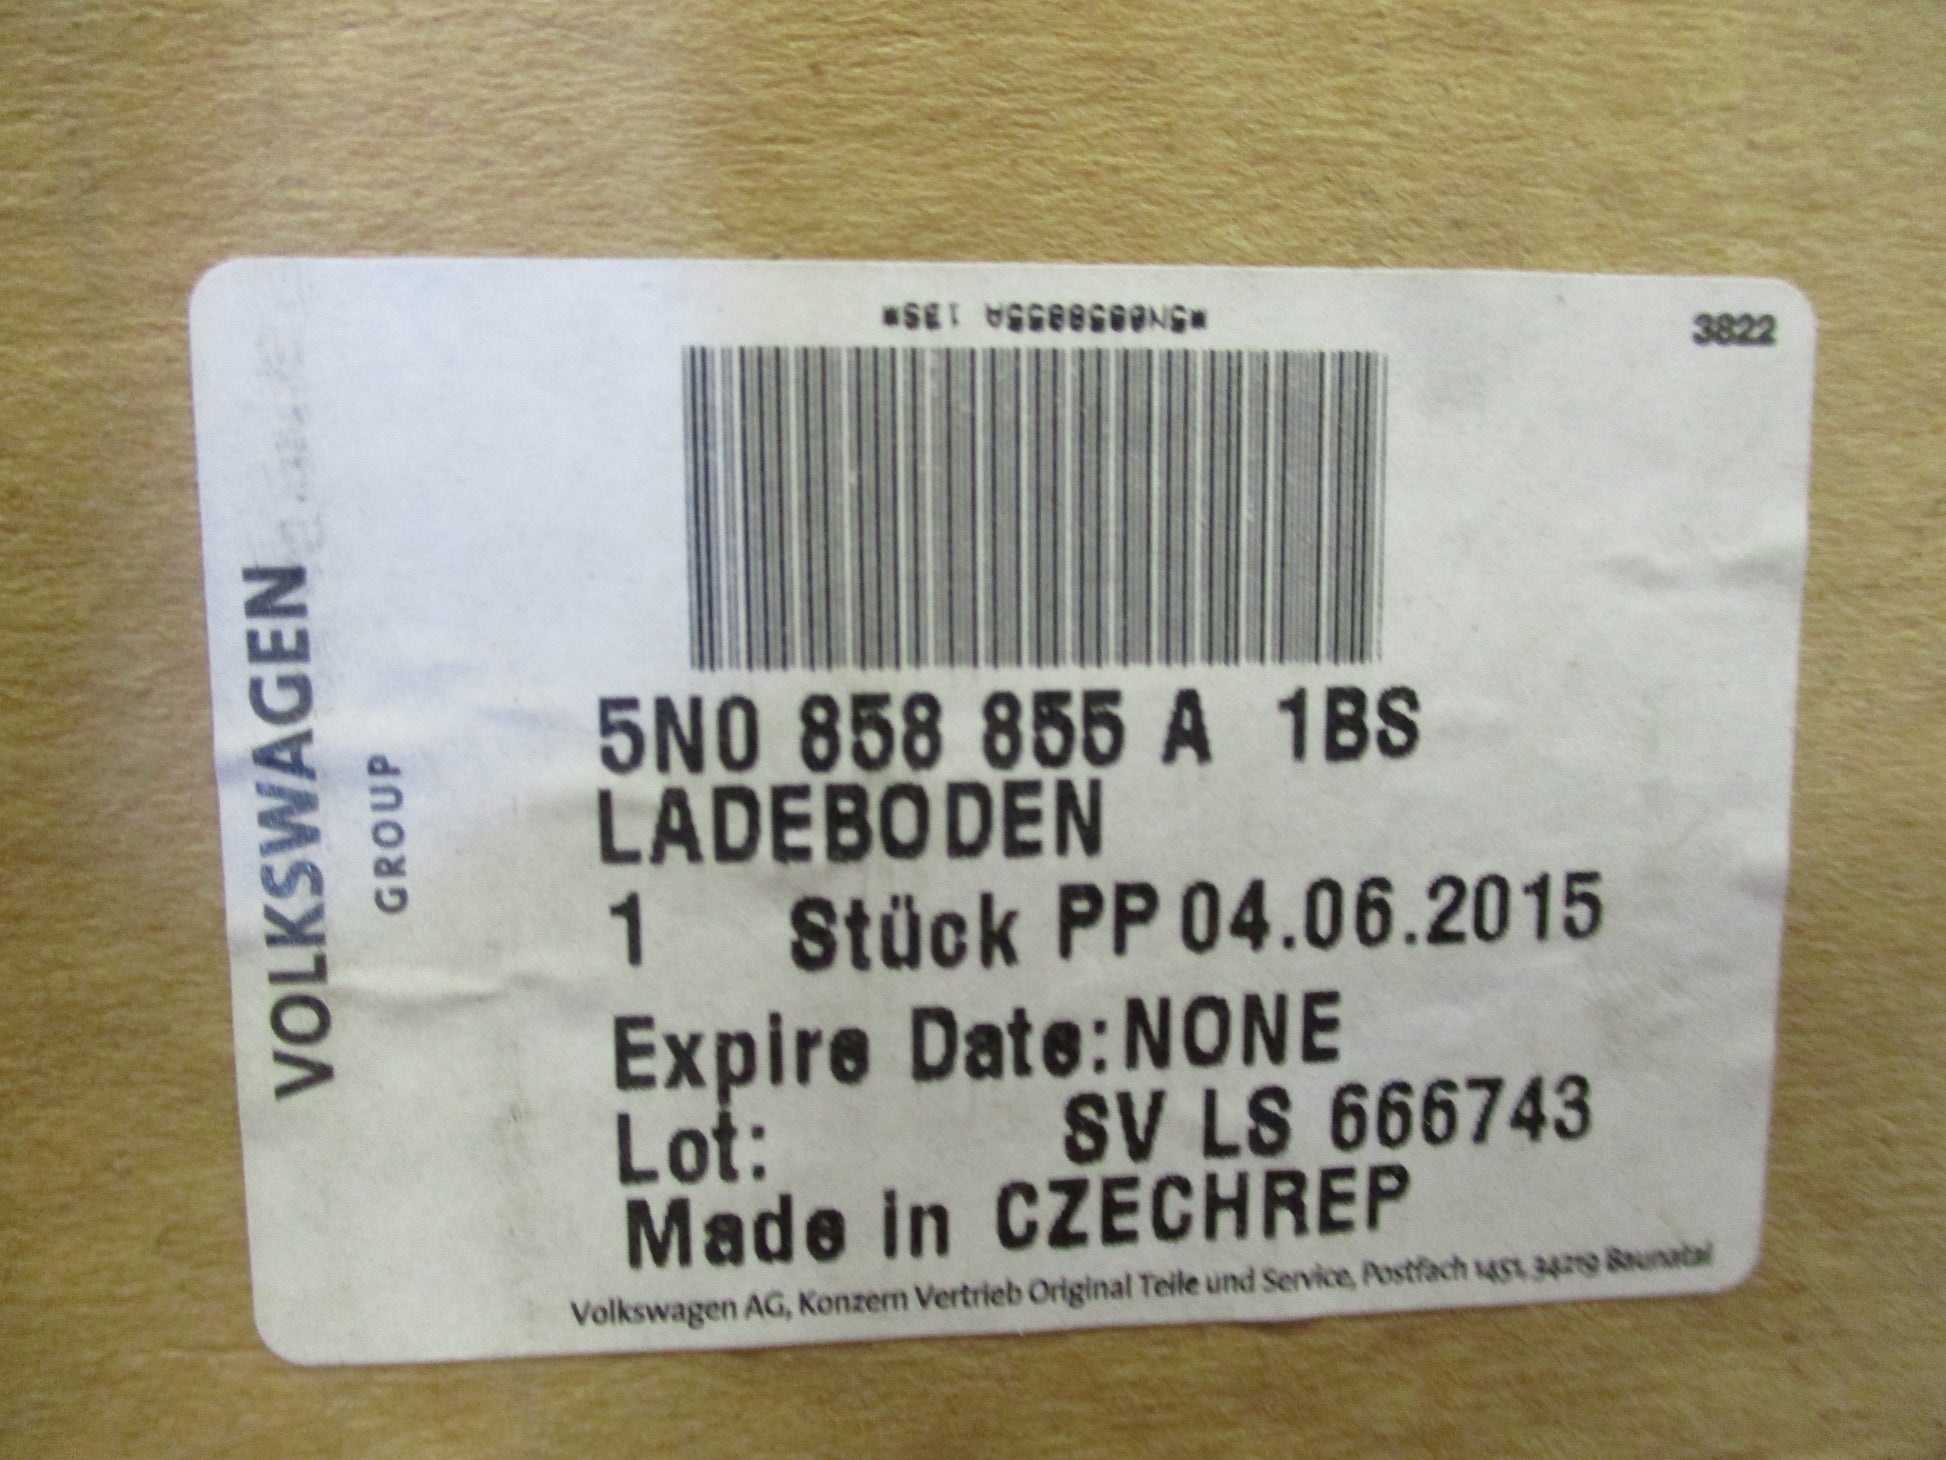 *5N0858855A 1BS*
3822
VOLKSWAGEN
GROUP
5N0 858 855 A 1BS
LADEBODEN
1 Stück PP 04.06.2015
Expire Date:NONE
Lot: SV LS 666743
Made in CZECHREP
Volkswagen AG, Konzern Vertrieb Original Teile und Service, Postfach 1451, 34219 Baunatal